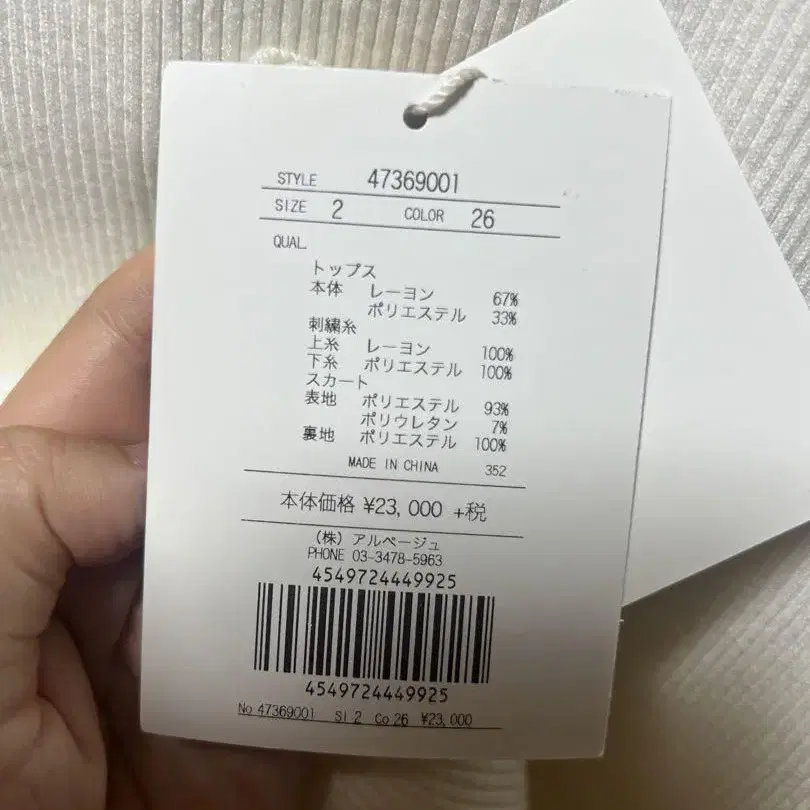 STYLE 47369001
SIZE 2 COLOR 26
QUAL.
トップス
本体 レーヨン 67%
ポリエステル 33%
刺繍糸
上糸 レーヨン 100%
下糸 ポリエステル 100%
スカート
表地 ポリエステル 93%
ポリウレタン 7%
裏地 ポリエステル 100%
MADE IN CHINA 352
本体価格 ¥23,000 +税
(株) アルページュ
PHONE 03-3478-5963
4549724449925
4549724449925
No 47369001 SI 2 Co 26 ¥23,000